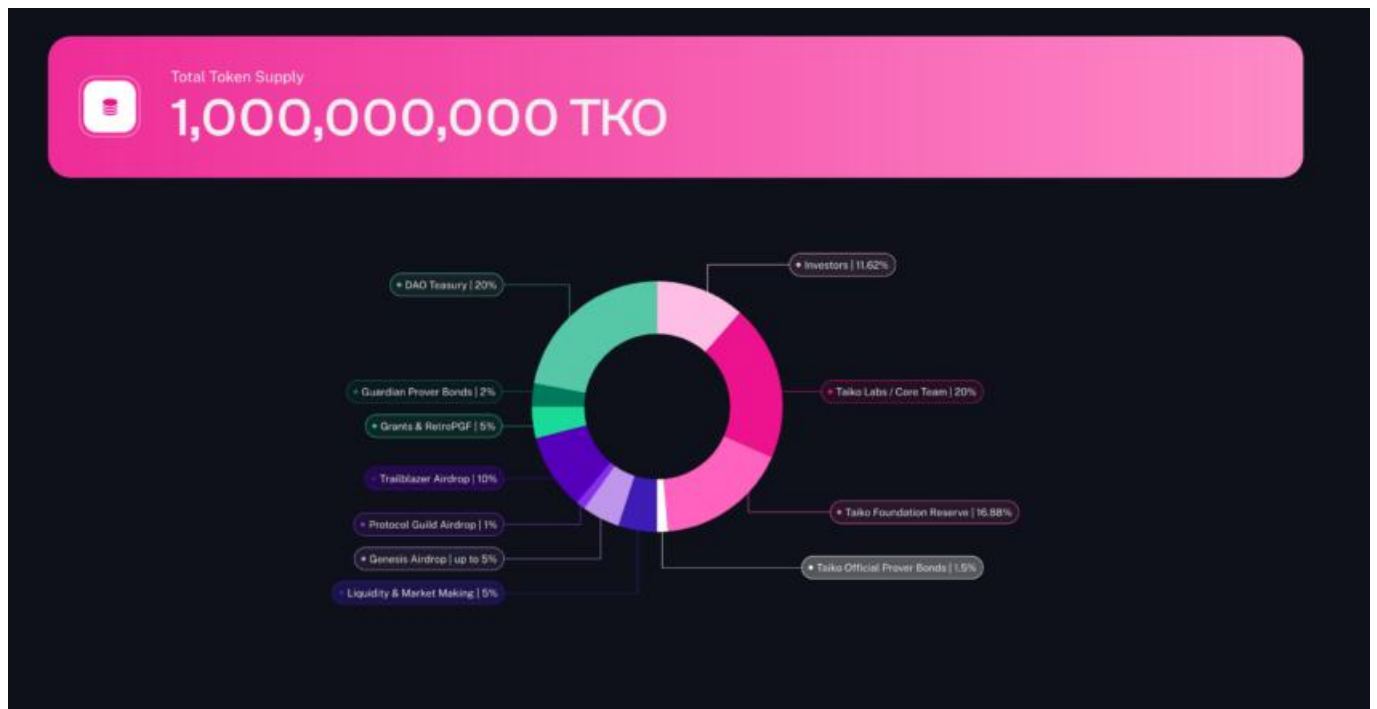 Total Token Supply
1,000,000,000 TKO
Investors | 11.62%
DAO Teasury | 20%
Guardian Prover Bonds | 2%
Taiko Labs / Core Team | 20%
Grants & RetroPGF | 5%
Trailblazer Airdrop | 10%
Taiko Foundation Reserve | 16.88%
Protocol Guild Airdrop | 1%
Genesis Airdrop | up to 5%
Taiko Official Prover Bonds | 1.5%
Liquidity & Market Making | 5%